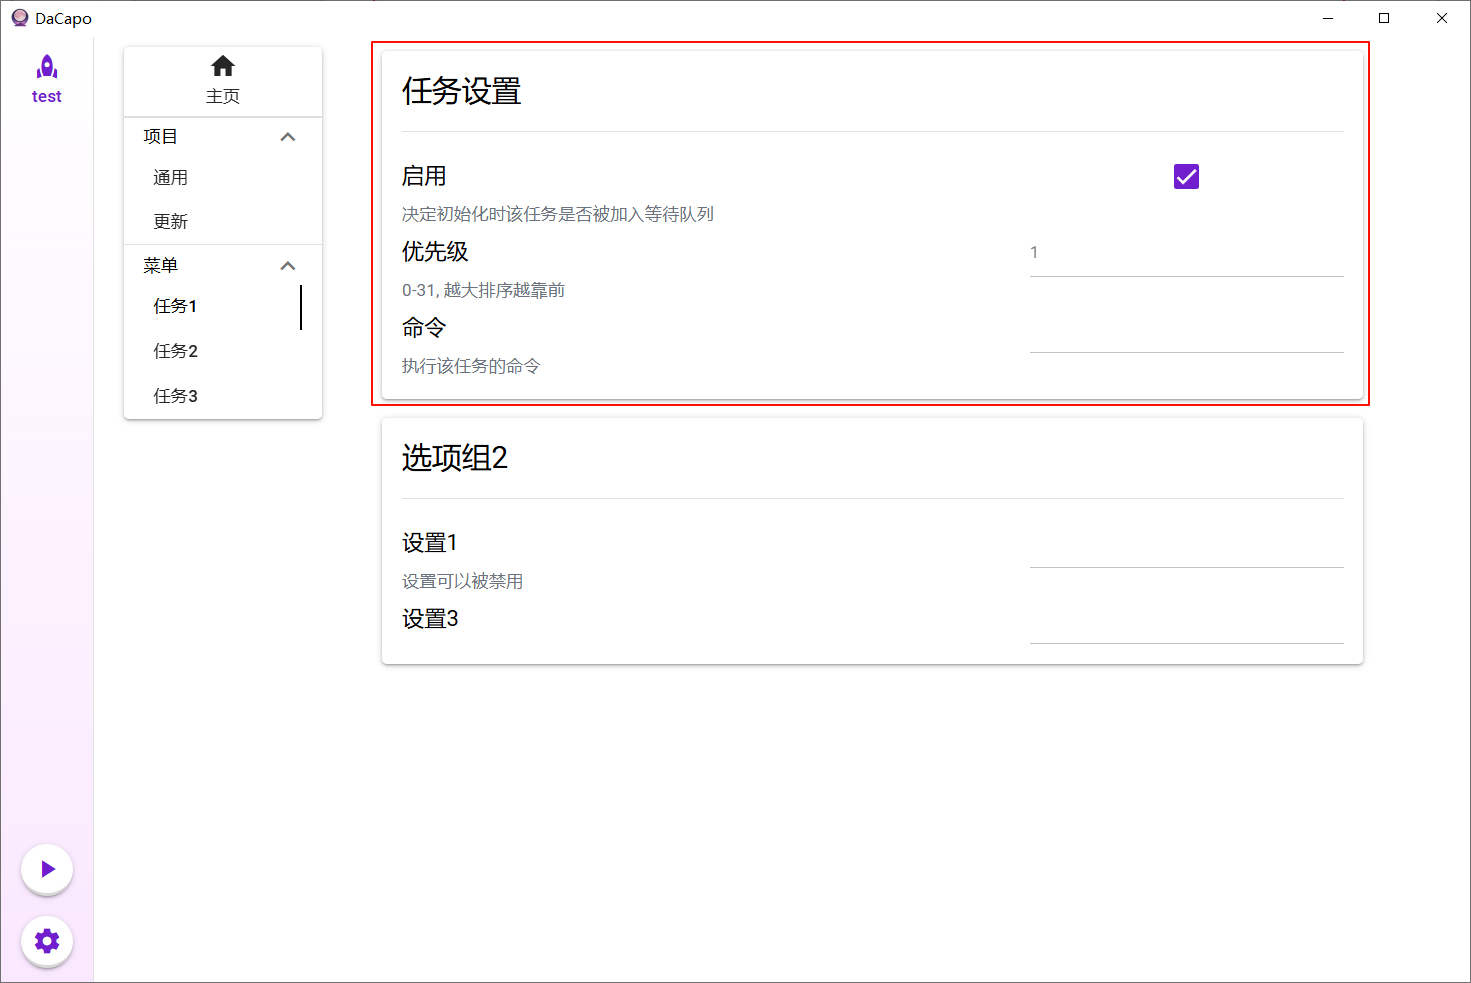 DaCapo
test
主页
项目
通用
更新
菜单
任务1
任务2
任务3
任务设置
启用
决定初始化时该任务是否被加入等待队列
优先级
1
0-31, 越大排序越靠前
命令
执行该任务的命令
选项组2
设置1
设置可以被禁用
设置3